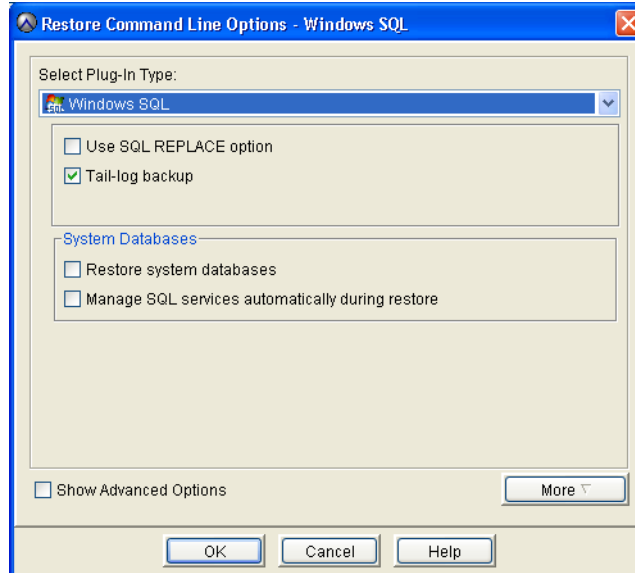 Restore Command Line Options - Windows SQL
Select Plug-In Type:
Windows SQL
Use SQL REPLACE option
Tail-log backup
System Databases
Restore system databases
Manage SQL services automatically during restore
Show Advanced Options
More
OK
Cancel
Help